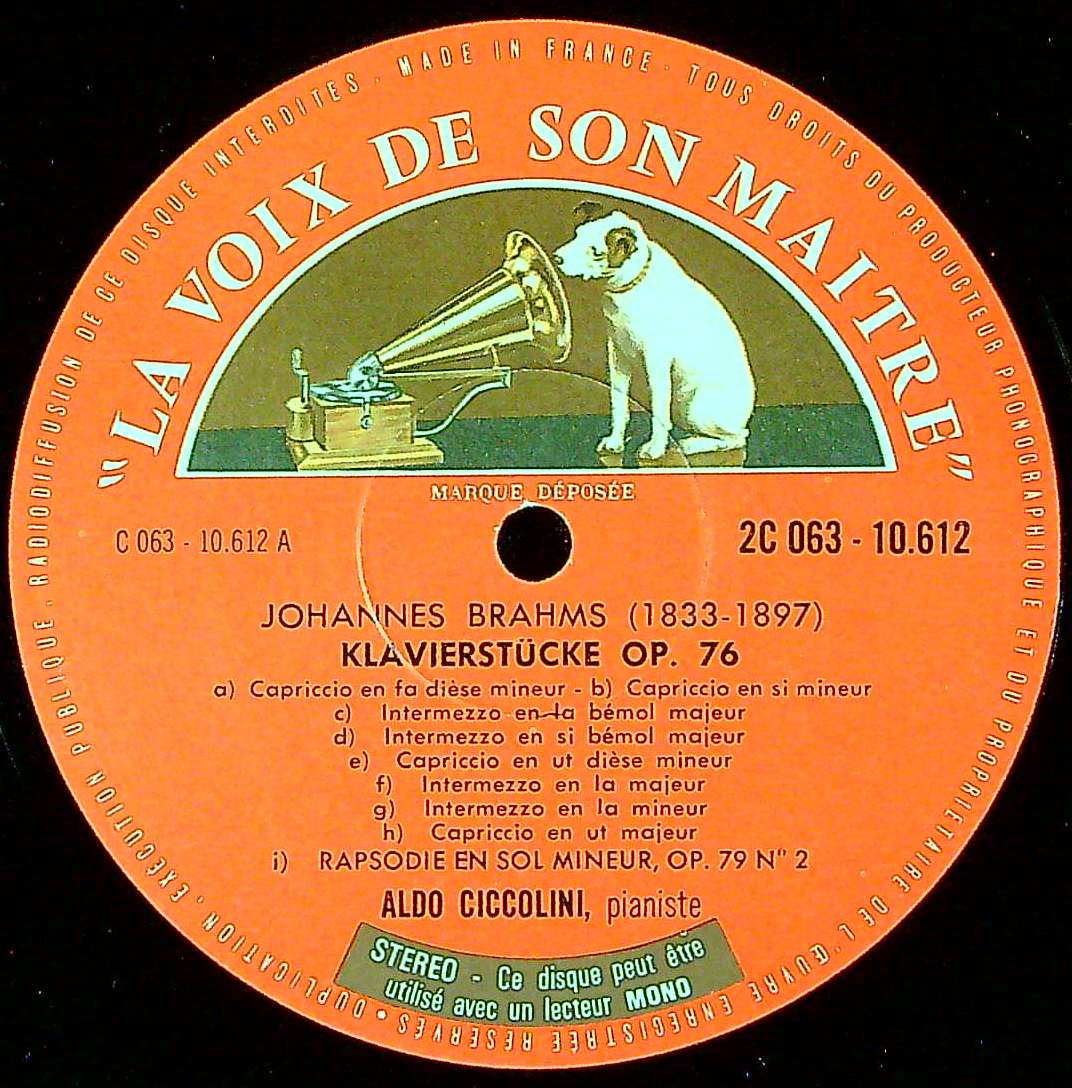 MADE IN FRANCE · TOUS DROITS DU PRODUCTEUR PHONOGRAPHIQUE ET DU PROPRIÉTAIRE DE L'ŒUVRE ENREGISTRÉE RÉSERVÉS • DUPLICATION, EXÉCUTION PUBLIQUE, RADIODIFFUSION DE CE DISQUE INTERDITES ·
"LA VOIX DE SON MAITRE"
MARQUE DÉPOSÉE
C 063 - 10.612 A
2C 063 - 10.612
JOHANNES BRAHMS (1833-1897)
KLAVIERSTÜCKE OP. 76
a) Capriccio en fa dièse mineur - b) Capriccio en si mineur
c) Intermezzo en la bémol majeur
d) Intermezzo en si bémol majeur
e) Capriccio en ut dièse mineur
f) Intermezzo en la majeur
g) Intermezzo en la mineur
h) Capriccio en ut majeur
i) RAPSODIE EN SOL MINEUR, OP. 79 N° 2
ALDO CICCOLINI, pianiste
STEREO - Ce disque peut être
utilisé avec un lecteur MONO